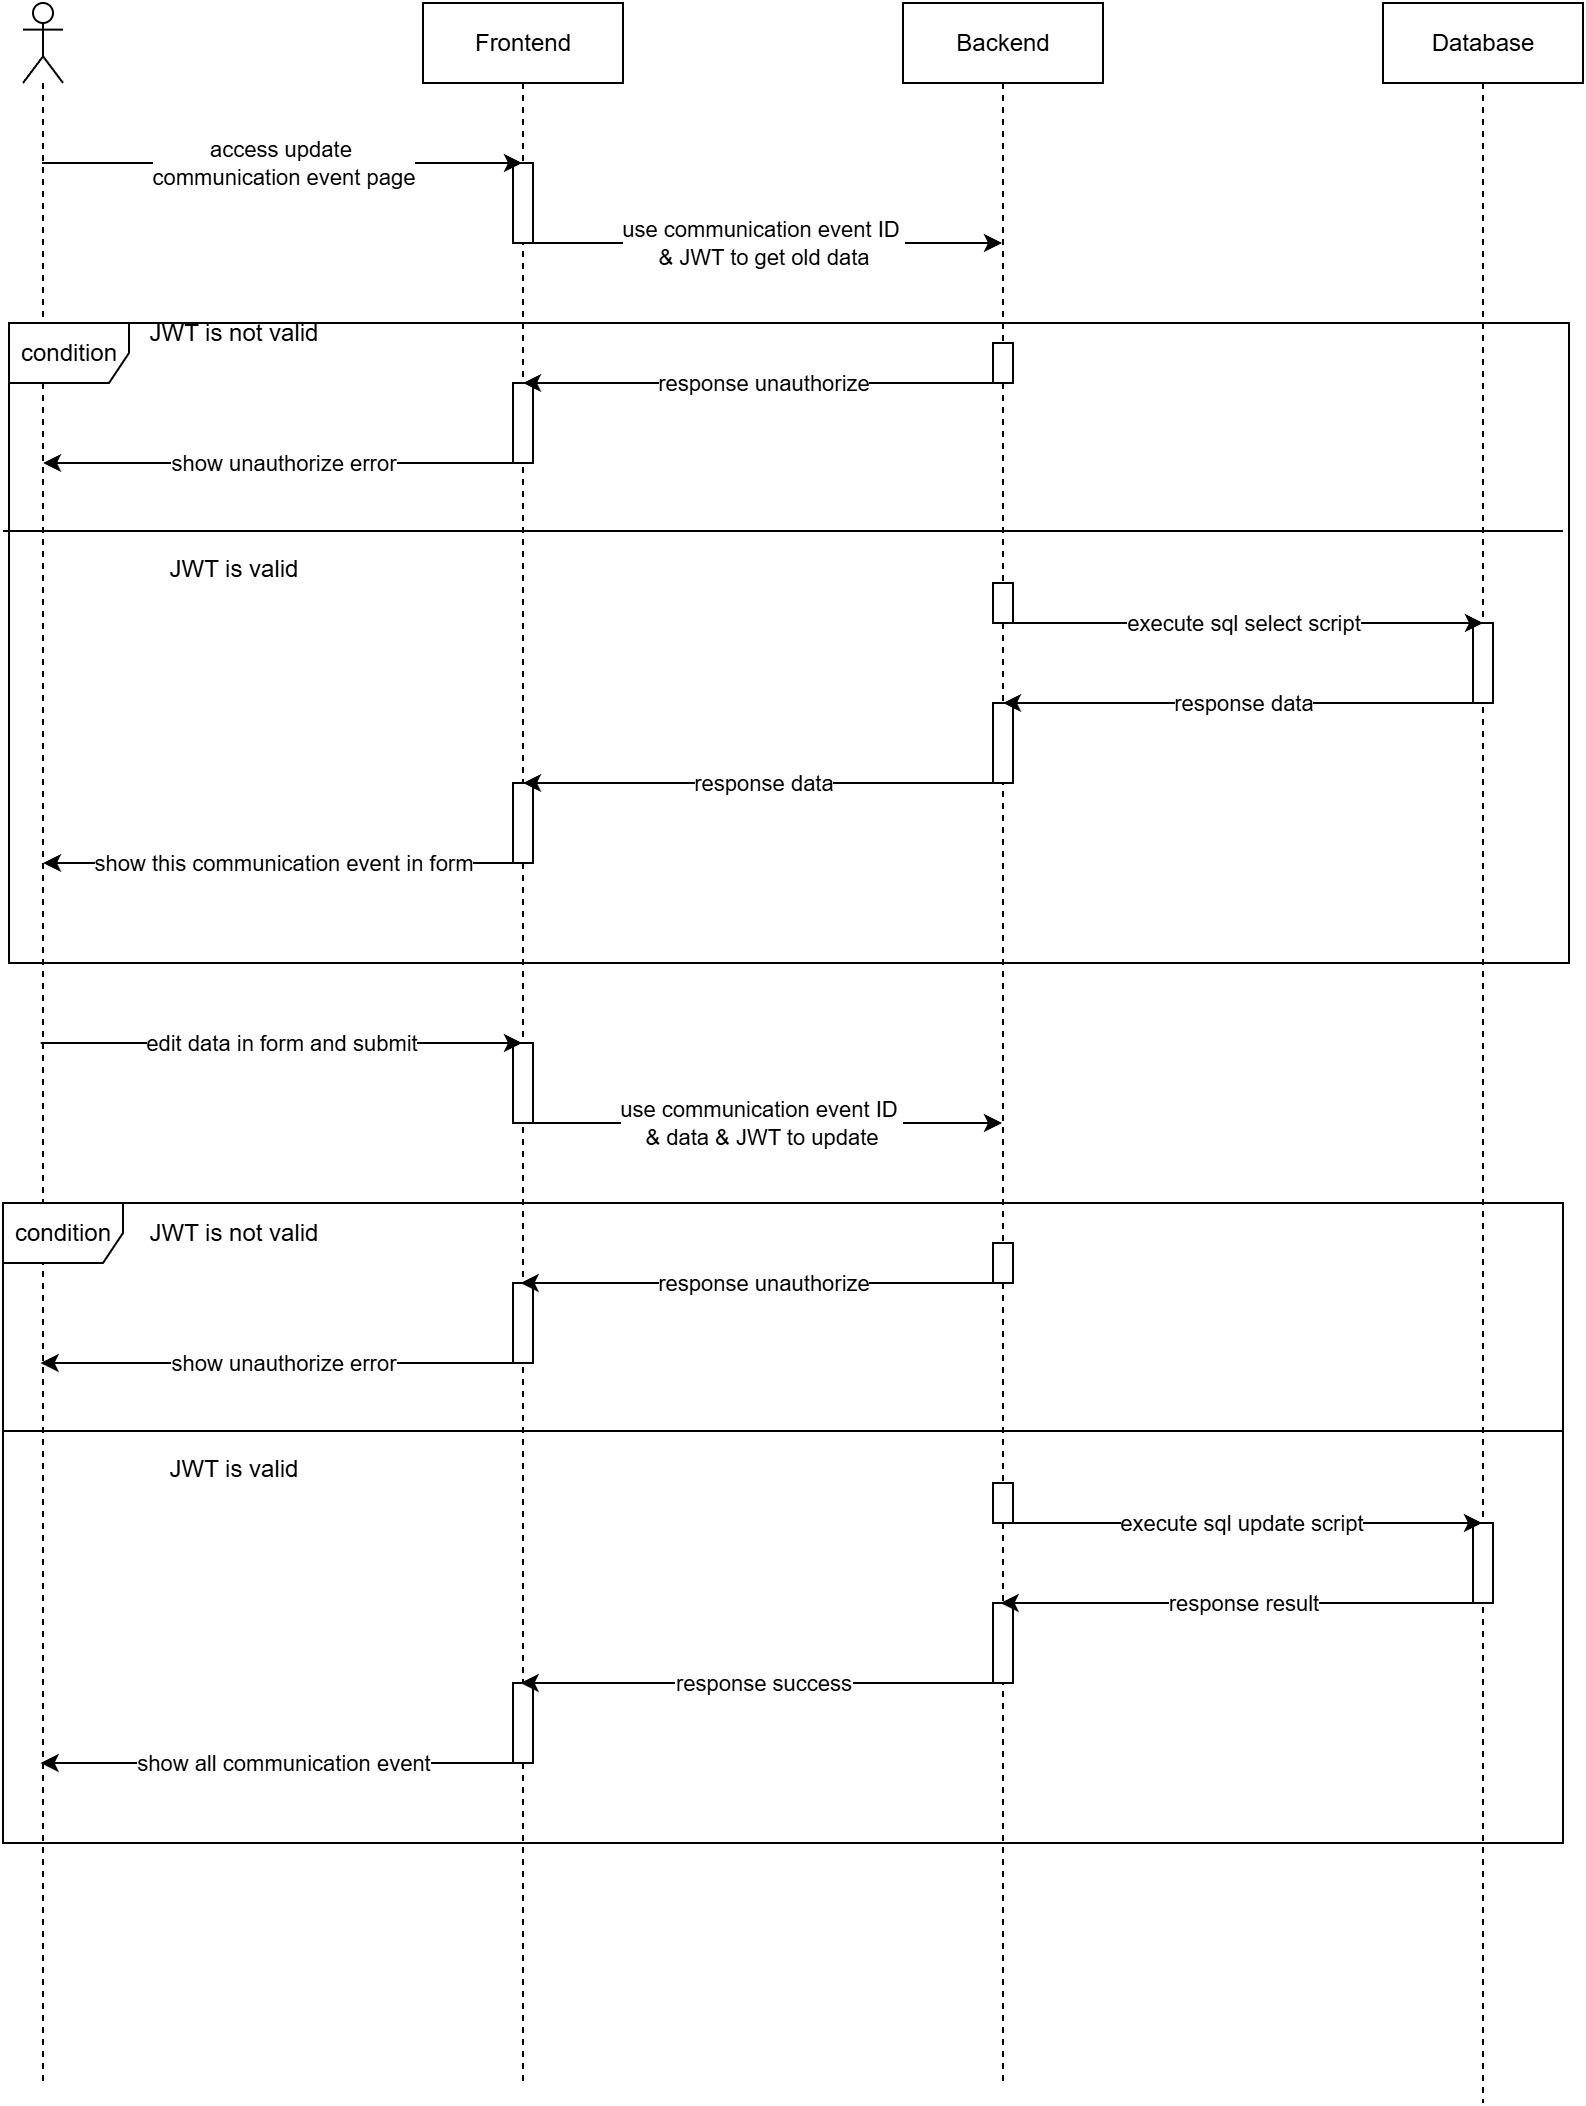 Frontend
Backend
Database
access update
communication event page
use communication event ID
& JWT to get old data
condition
JWT is not valid
response unauthorize
show unauthorize error
JWT is valid
execute sql select script
response data
response data
show this communication event in form
edit data in form and submit
use communication event ID
& data & JWT to update
condition
JWT is not valid
response unauthorize
show unauthorize error
JWT is valid
execute sql update script
response result
response success
show all communication event